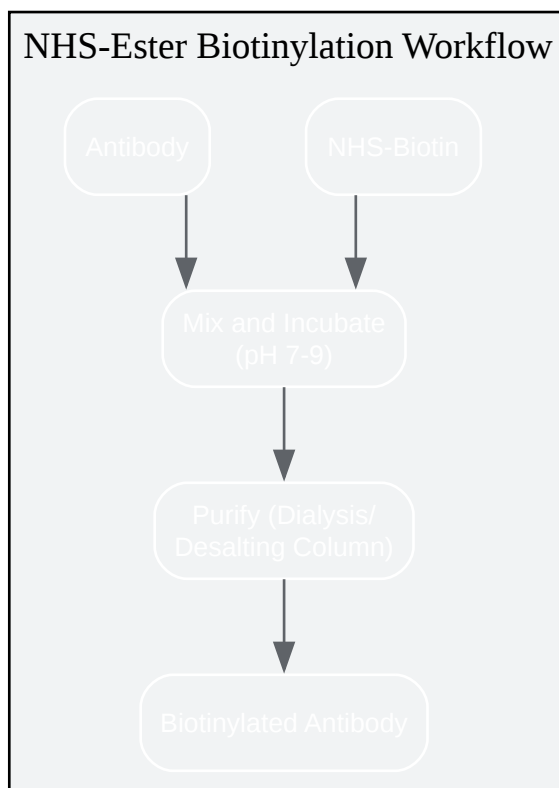 NHS-Ester Biotinylation Workflow
Antibody
NHS-Biotin
Mix and Incubate
(pH 7-9)
Purify (Dialysis/
Desalting Column)
Biotinylated Antibody